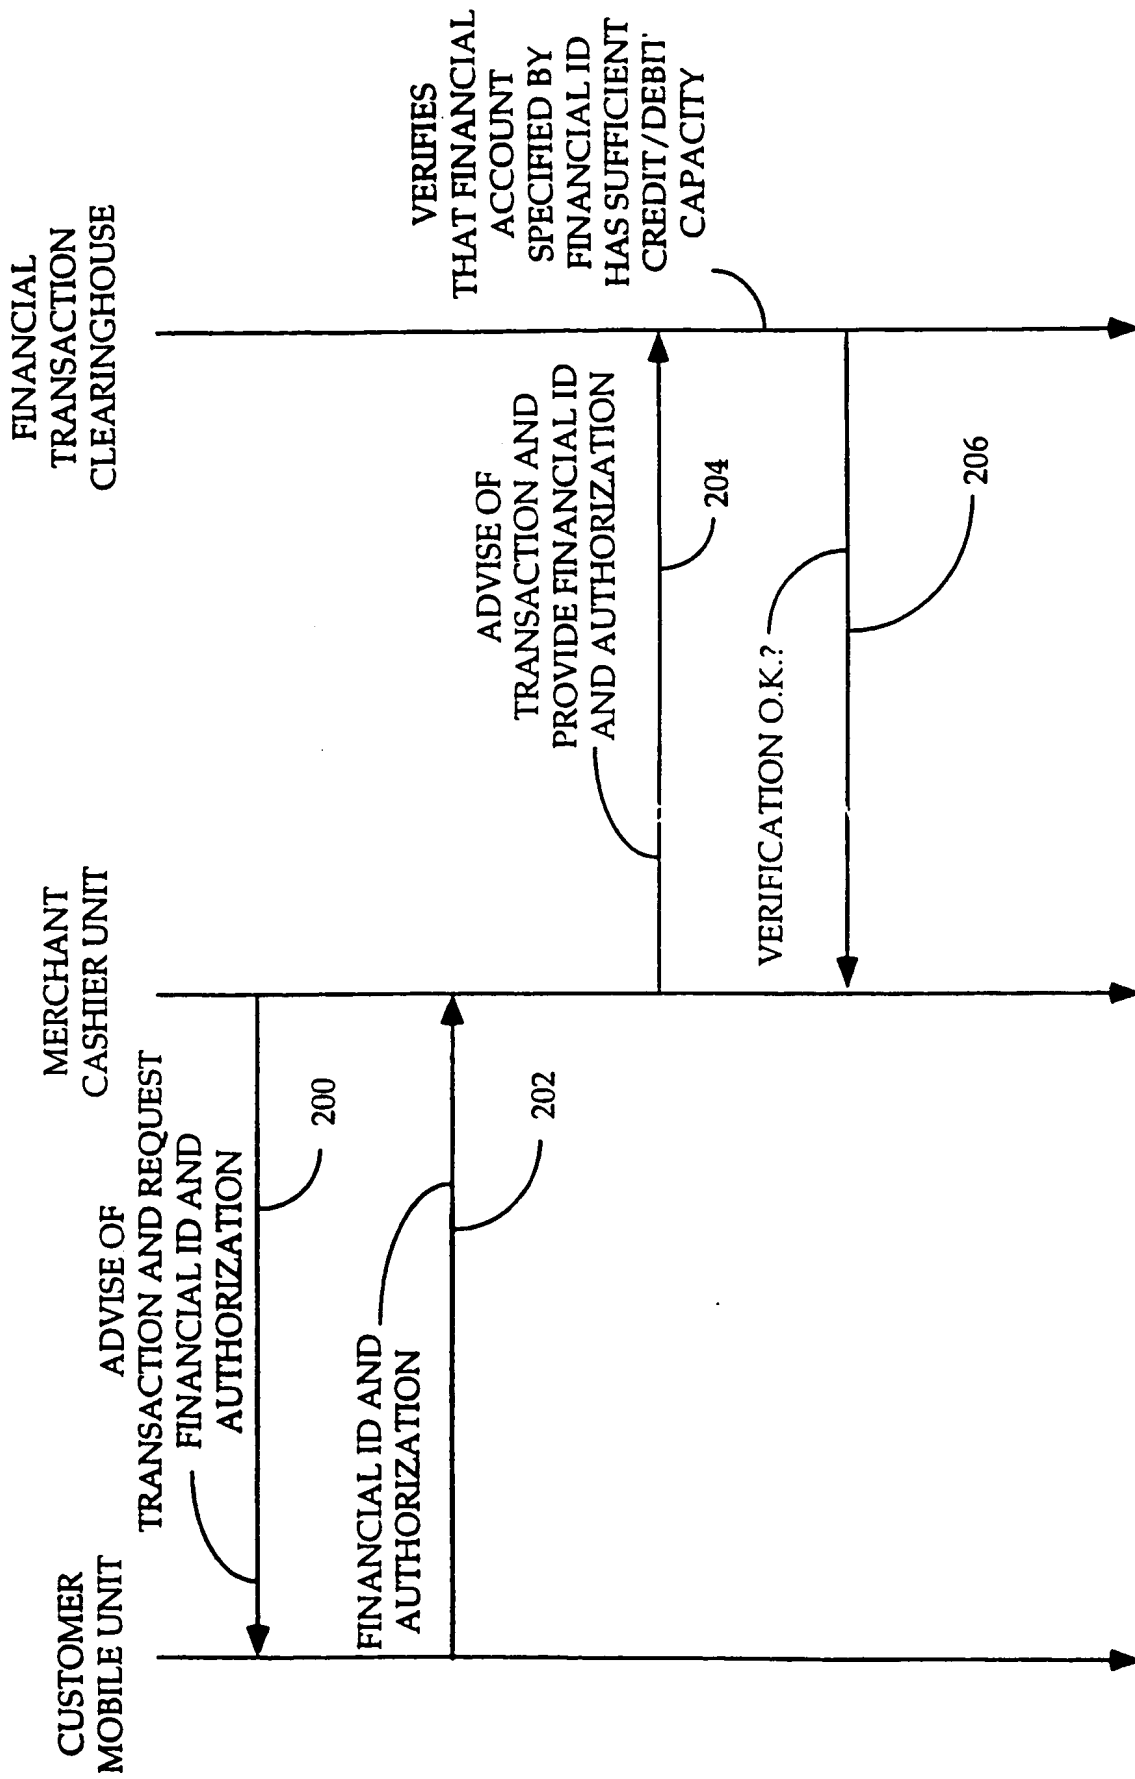 CUSTOMER
MOBILE UNIT
MERCHANT
CASHIER UNIT
FINANCIAL
TRANSACTION
CLEARINGHOUSE
ADVISE OF
TRANSACTION AND REQUEST
FINANCIAL ID AND
AUTHORIZATION
200
FINANCIAL ID AND
AUTHORIZATION
202
ADVISE OF
TRANSACTION AND
PROVIDE FINANCIAL ID
AND AUTHORIZATION
204
VERIFIES
THAT FINANCIAL
ACCOUNT
SPECIFIED BY
FINANCIAL ID
HAS SUFFICIENT
CREDIT/DEBIT
CAPACITY
VERIFICATION O.K.?
206